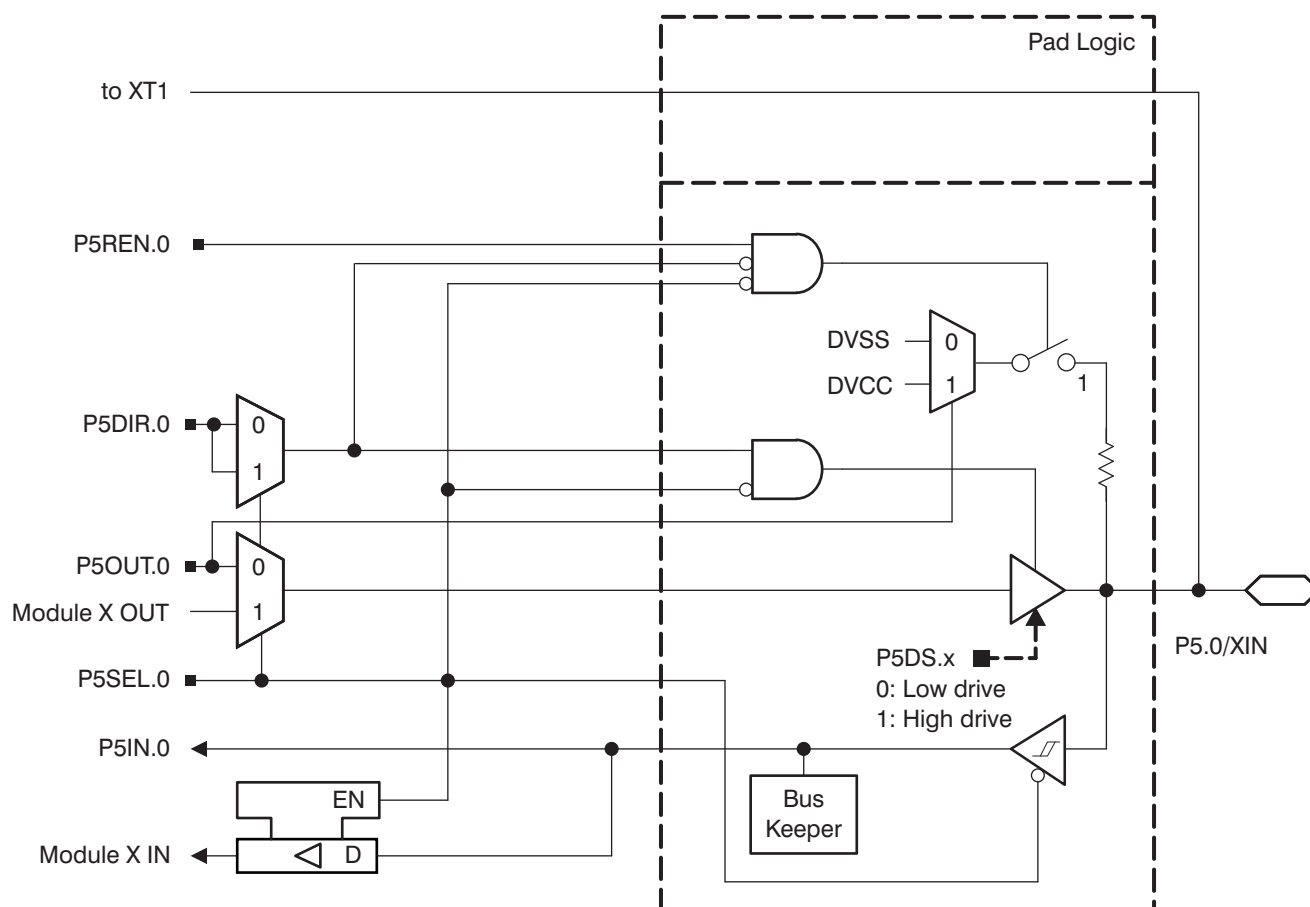 Pad Logic
to XT1
P5REN.0
DVSS
0
DVCC
1
1
P5DIR.0
0
1
P5OUT.0
0
Module X OUT
1
P5.0/XIN
P5DS.x
0: Low drive
1: High drive
P5SEL.0
P5IN.0
EN
Bus
Keeper
Module X IN
D